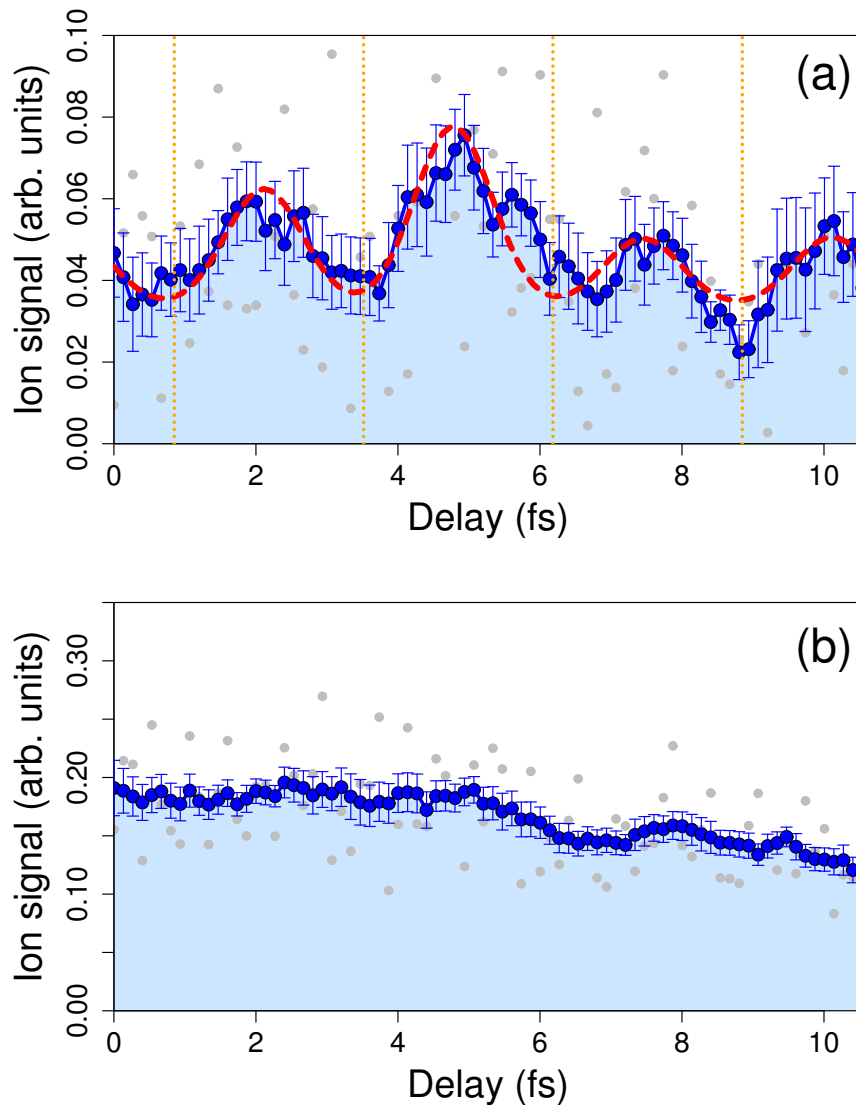 (a)
Ion signal (arb. units)
0.00 0.02 0.04 0.06 0.08 0.10
0 2 4 6 8 10
Delay (fs)
(b)
Ion signal (arb. units)
0.00 0.10 0.20 0.30
0 2 4 6 8 10
Delay (fs)